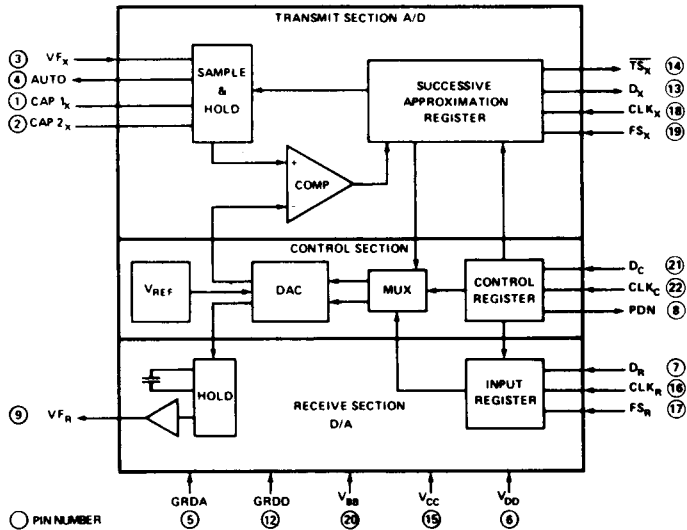 TRANSMIT SECTION A/D
③ VFX
④ AUTO
① CAP 1X
② CAP 2X
SAMPLE
&
HOLD
SUCCESSIVE
APPROXIMATION
REGISTER
TSX ⑭
DX ⑬
CLKX ⑱
FSX ⑲
+
COMP
−
CONTROL SECTION
VREF
DAC
MUX
CONTROL
REGISTER
DC ㉑
CLKC ㉒
PDN ⑧
HOLD
RECEIVE SECTION
D/A
INPUT
REGISTER
DR ⑦
CLKR ⑯
FSR ⑰
⑨ VFR
GRDA
⑤
GRDD
⑫
VBB
⑳
VCC
⑮
VDD
⑥
◯ PIN NUMBER